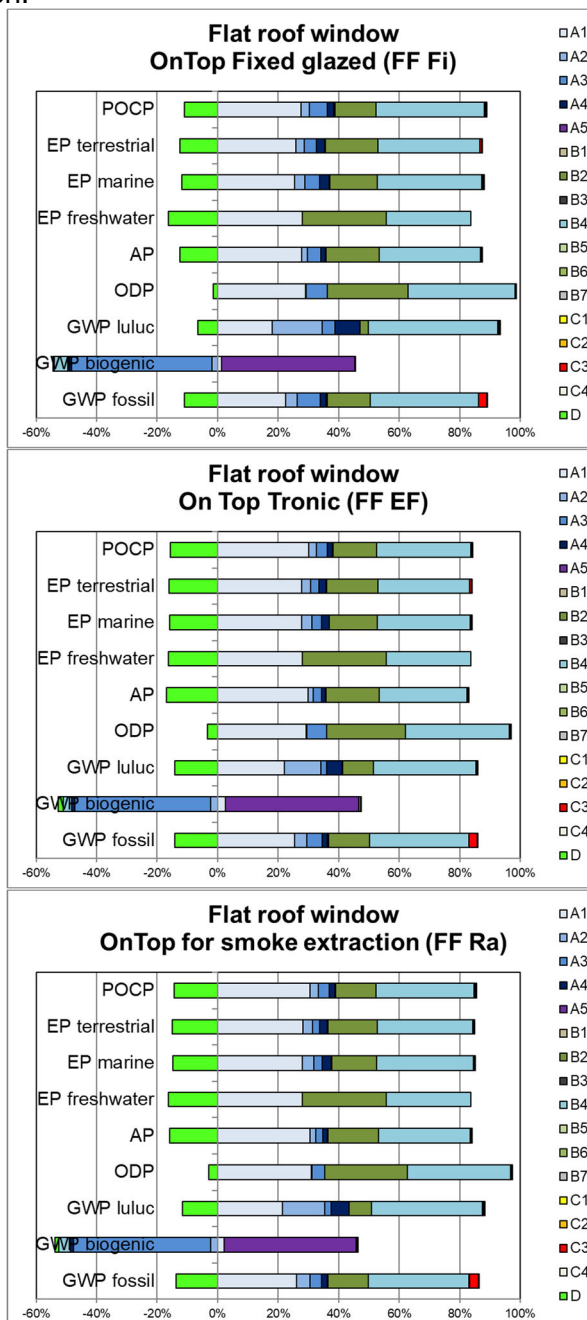 Flat roof window
OnTop Fixed glazed (FF Fi)
POCP
EP terrestrial
EP marine
EP freshwater
AP
ODP
GWP luluc
GWP biogenic
GWP fossil
-60% -40% -20% 0% 20% 40% 60% 80% 100%
A1
A2
A3
A4
A5
B1
B2
B3
B4
B5
B6
B7
C1
C2
C3
C4
D
Flat roof window
On Top Tronic (FF EF)
POCP
EP terrestrial
EP marine
EP freshwater
AP
ODP
GWP luluc
GWP biogenic
GWP fossil
-60% -40% -20% 0% 20% 40% 60% 80% 100%
A1
A2
A3
A4
A5
B1
B2
B3
B4
B5
B6
B7
C1
C2
C3
C4
D
Flat roof window
OnTop for smoke extraction (FF Ra)
POCP
EP terrestrial
EP marine
EP freshwater
AP
ODP
GWP luluc
GWP biogenic
GWP fossil
-60% -40% -20% 0% 20% 40% 60% 80% 100%
A1
A2
A3
A4
A5
B1
B2
B3
B4
B5
B6
B7
C1
C2
C3
C4
D